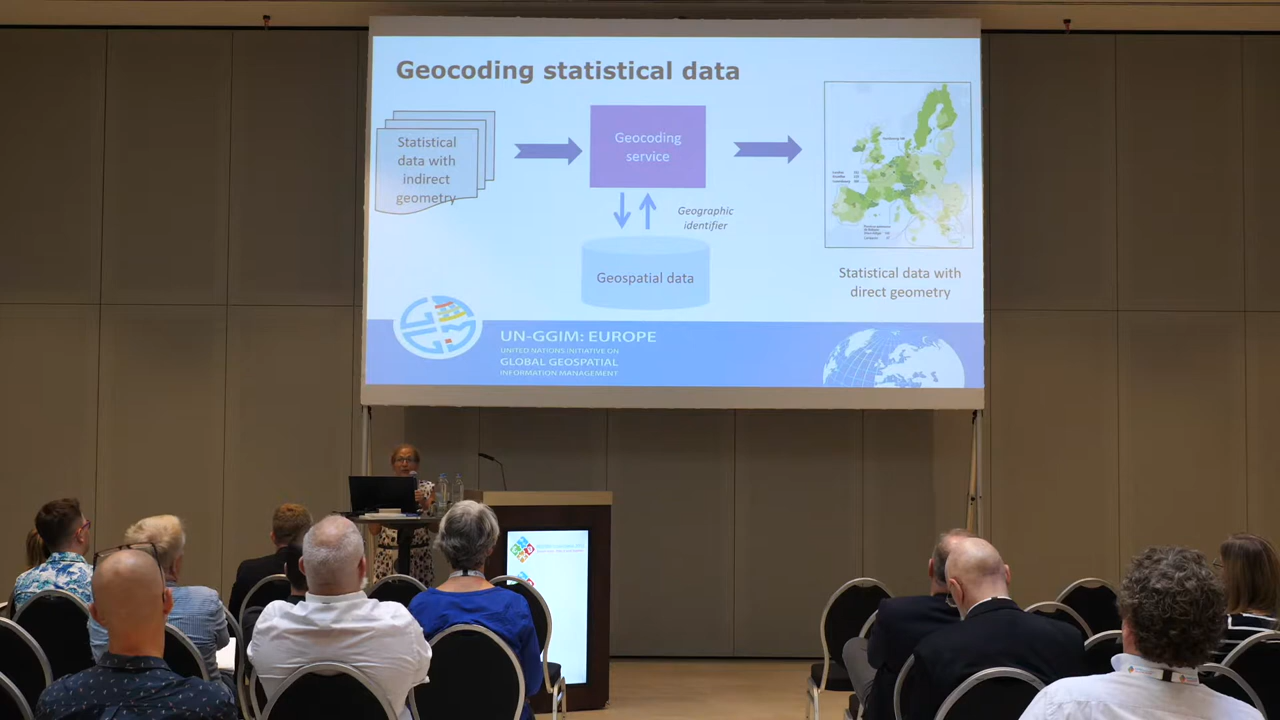 Geocoding statistical data
Statistical
data with
indirect
geometry
Geocoding
service
Geographic
identifier
Geospatial data
Statistical data with
direct geometry
UN-GGIM: EUROPE
UNITED NATIONS INITIATIVE ON
GLOBAL GEOSPATIAL
INFORMATION MANAGEMENT